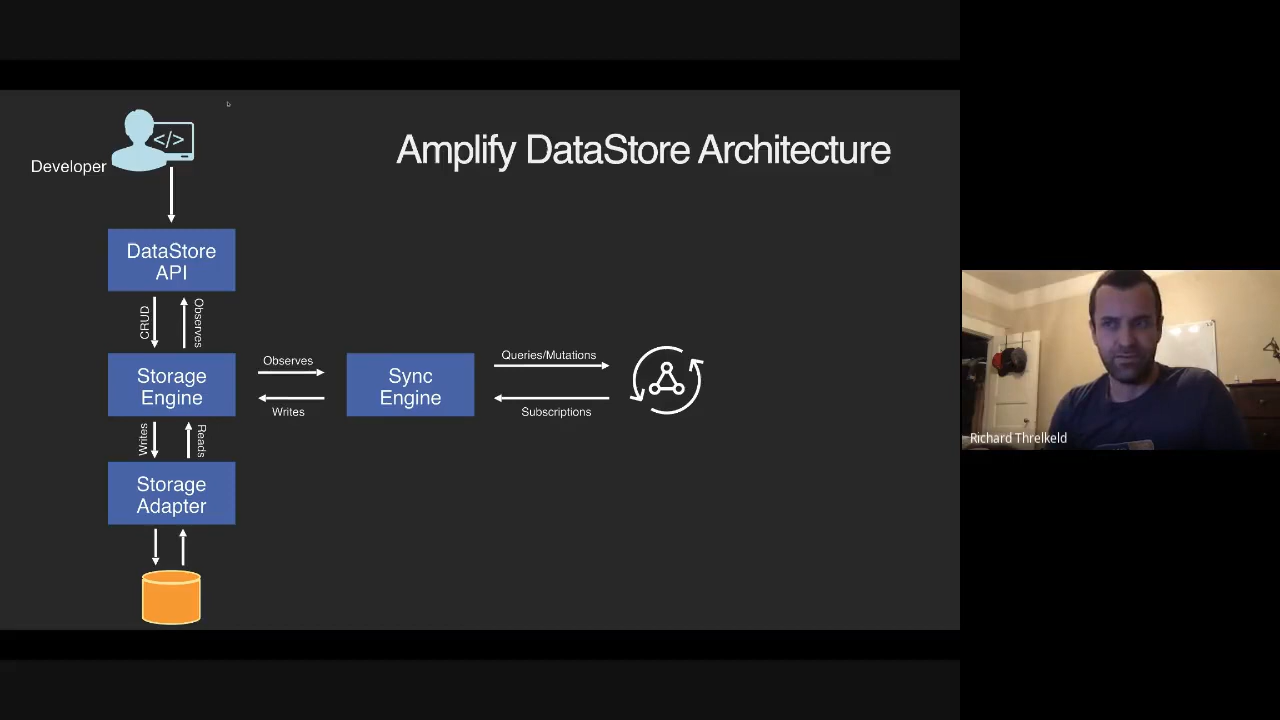 Amplify DataStore Architecture
</>
Developer
DataStore
API
CRUD
Observes
Storage
Engine
Observes
Writes
Sync
Engine
Queries/Mutations
Subscriptions
Writes
Reads
Storage
Adapter
Richard Threlkeld